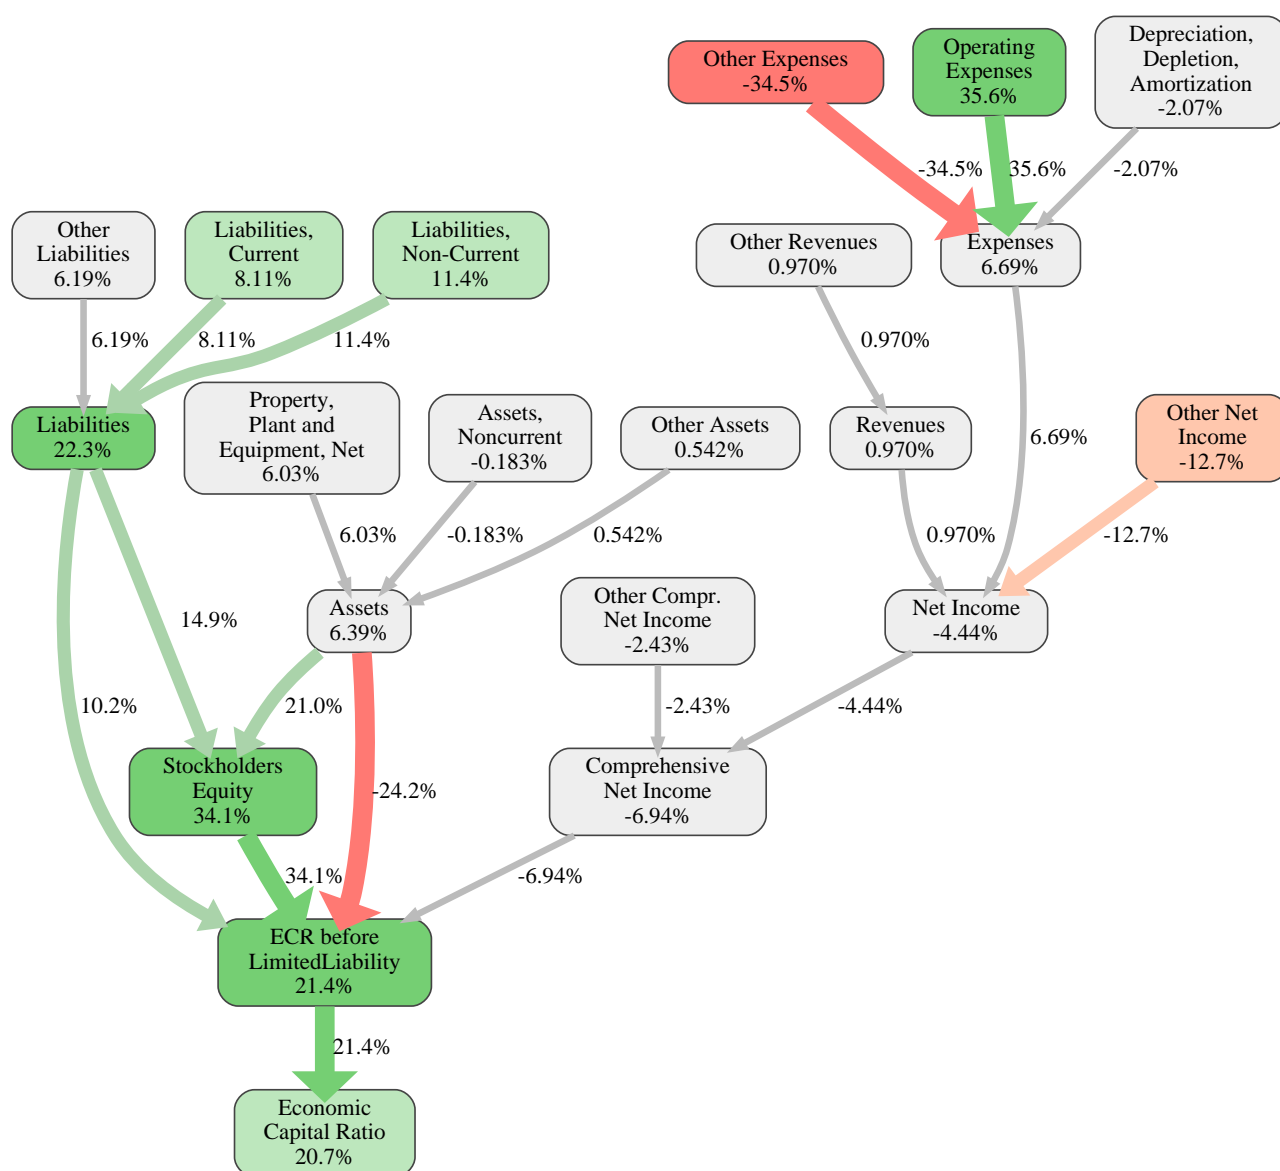 Other Expenses
-34.5%
Operating
Expenses
35.6%
Depreciation,
Depletion,
Amortization
-2.07%
-34.5%
35.6%
-2.07%
Other
Liabilities
6.19%
Liabilities,
Current
8.11%
Liabilities,
Non-Current
11.4%
Other Revenues
0.970%
Expenses
6.69%
6.19%
8.11%
11.4%
0.970%
Liabilities
22.3%
Property,
Plant and
Equipment, Net
6.03%
Assets,
Noncurrent
-0.183%
Other Assets
0.542%
Revenues
0.970%
6.69%
Other Net
Income
-12.7%
6.03%
-0.183%
0.542%
0.970%
-12.7%
14.9%
Assets
6.39%
Other Compr.
Net Income
-2.43%
Net Income
-4.44%
10.2%
21.0%
-2.43%
-4.44%
Stockholders
Equity
34.1%
-24.2%
Comprehensive
Net Income
-6.94%
34.1%
-6.94%
ECR before
LimitedLiability
21.4%
21.4%
Economic
Capital Ratio
20.7%